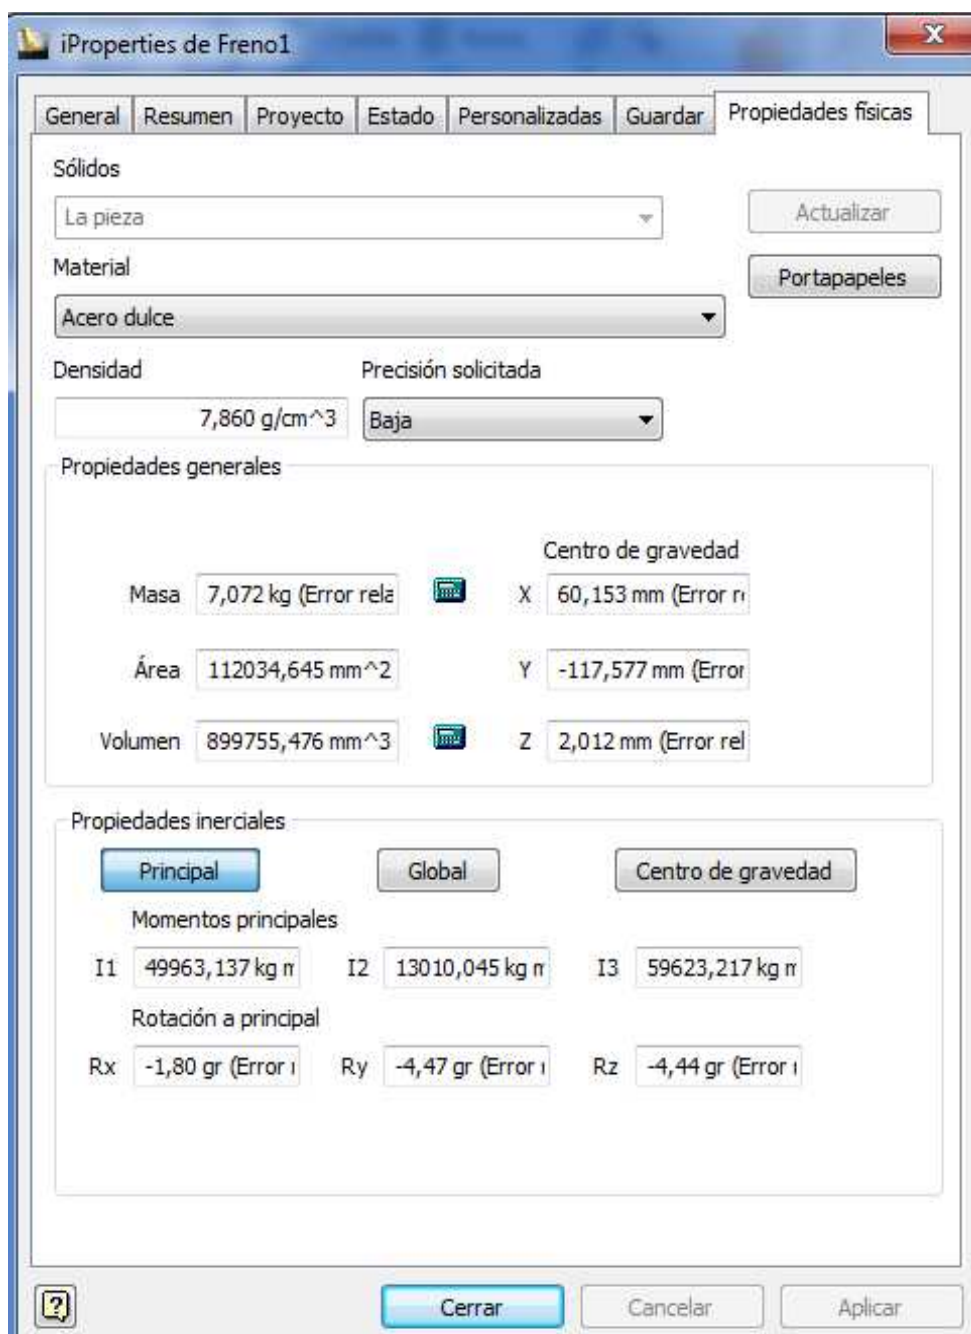 iProperties de Freno1
General Resumen Proyecto Estado Personalizadas Guardar Propiedades físicas
Sólidos
La pieza
Actualizar
Material
Portapapeles
Acero dulce
Densidad Precisión solicitada
7,860 g/cm^3 Baja
Propiedades generales
Centro de gravedad
Masa 7,072 kg (Error rela X 60,153 mm (Error r
Área 112034,645 mm^2 Y -117,577 mm (Error
Volumen 899755,476 mm^3 Z 2,012 mm (Error rel
Propiedades inerciales
Principal Global Centro de gravedad
Momentos principales
I1 49963,137 kg m I2 13010,045 kg m I3 59623,217 kg m
Rotación a principal
Rx -1,80 gr (Error r Ry -4,47 gr (Error r Rz -4,44 gr (Error r
Cerrar Cancelar Aplicar